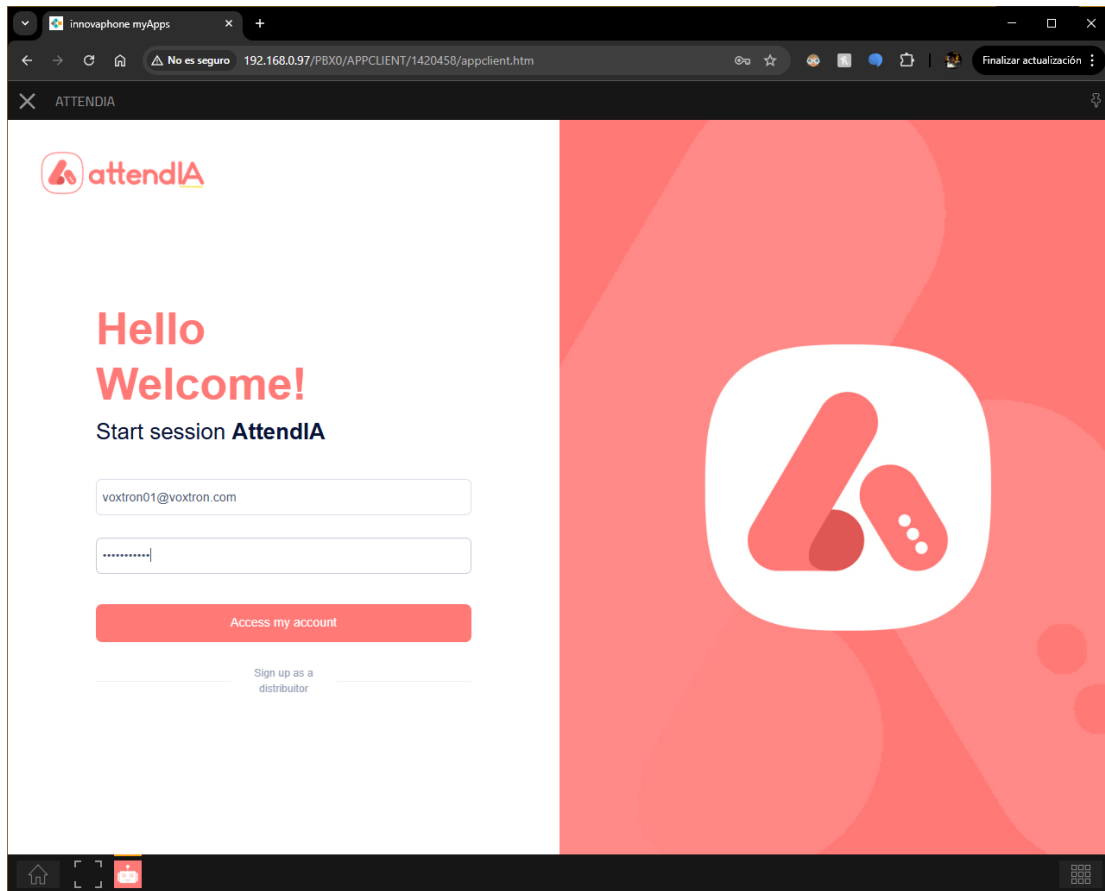 innovaphone myApps
No es seguro 192.168.0.97/PBX0/APPCLIENT/1420458/appclient.htm
Finalizar actualización
ATTENDIA
attendIA
Hello
Welcome!
Start session AttendIA
voxtron01@voxtron.com
•••••••••••
Access my account
Sign up as a
distribuitor